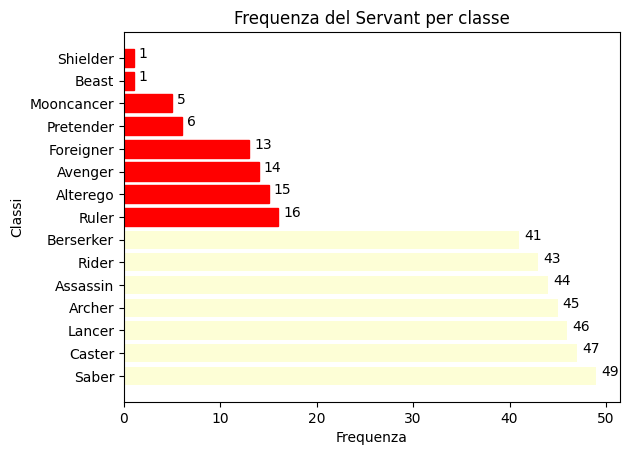 Frequenza del Servant per classe
Shielder 1
Beast 1
Mooncancer 5
Pretender 6
Foreigner 13
Avenger 14
Alterego 15
Ruler 16
Berserker 41
Rider 43
Assassin 44
Archer 45
Lancer 46
Caster 47
Saber 49
Classi
0 10 20 30 40 50
Frequenza